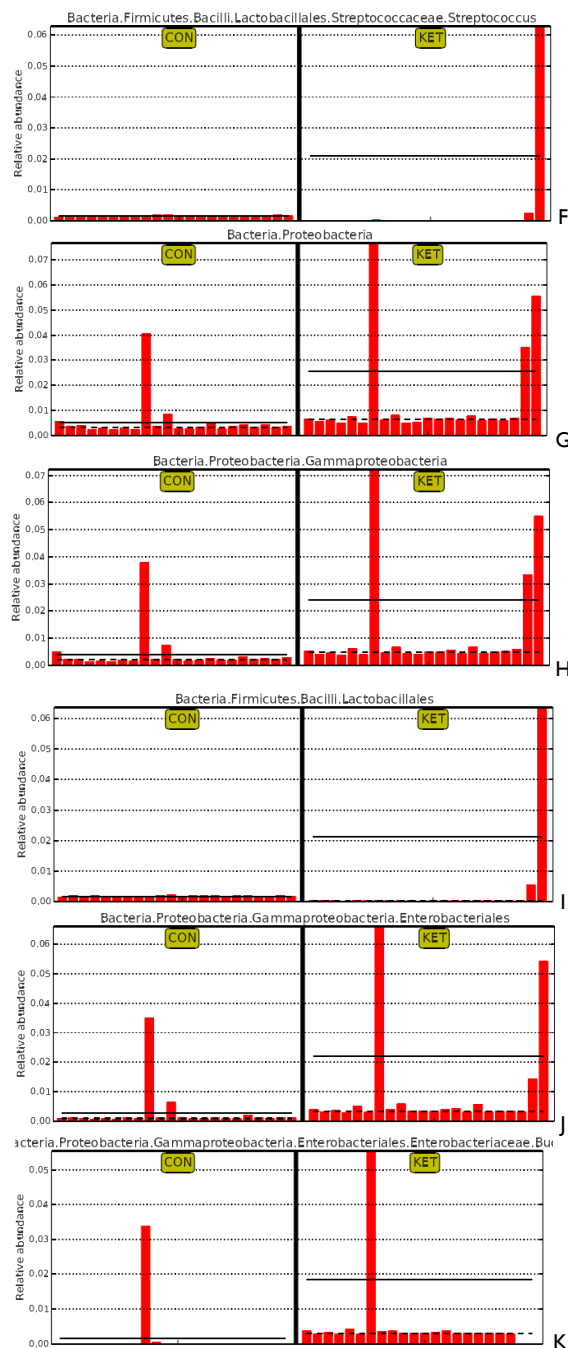 Bacteria.Firmicutes.Bacilli.Lactobacillales.Streptococcaceae.Streptococcus
0.06
CON
KET
0.05
0.04
0.03
0.02
0.01
0.00
Relative abundance
F
Bacteria.Proteobacteria
0.07
CON
KET
0.06
0.05
0.04
0.03
0.02
0.01
0.00
Relative abundance
G
Bacteria.Proteobacteria.Gammaproteobacteria
0.07
CON
KET
0.06
0.05
0.04
0.03
0.02
0.01
0.00
Relative abundance
H
Bacteria.Firmicutes.Bacilli.Lactobacillales
0.06
CON
KET
0.05
0.04
0.03
0.02
0.01
0.00
Relative abundance
I
Bacteria.Proteobacteria.Gammaproteobacteria.Enterobacteriales
0.06
CON
KET
0.05
0.04
0.03
0.02
0.01
0.00
Relative abundance
J
acteria.Proteobacteria.Gammaproteobacteria.Enterobacteriales.Enterobacteriaceae.Buc
0.05
CON
KET
0.04
0.03
0.02
0.01
0.00
Relative abundance
K